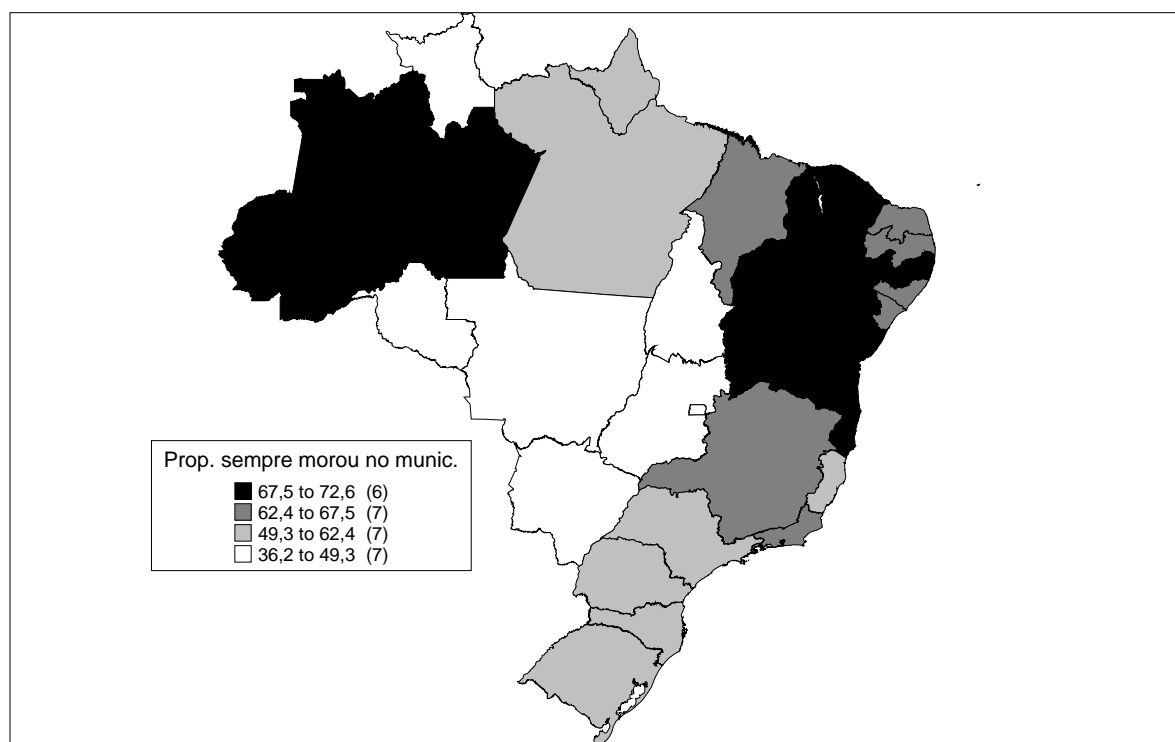 Prop. sempre morou no munic.
67,5 to 72,6 (6)
62,4 to 67,5 (7)
49,3 to 62,4 (7)
36,2 to 49,3 (7)